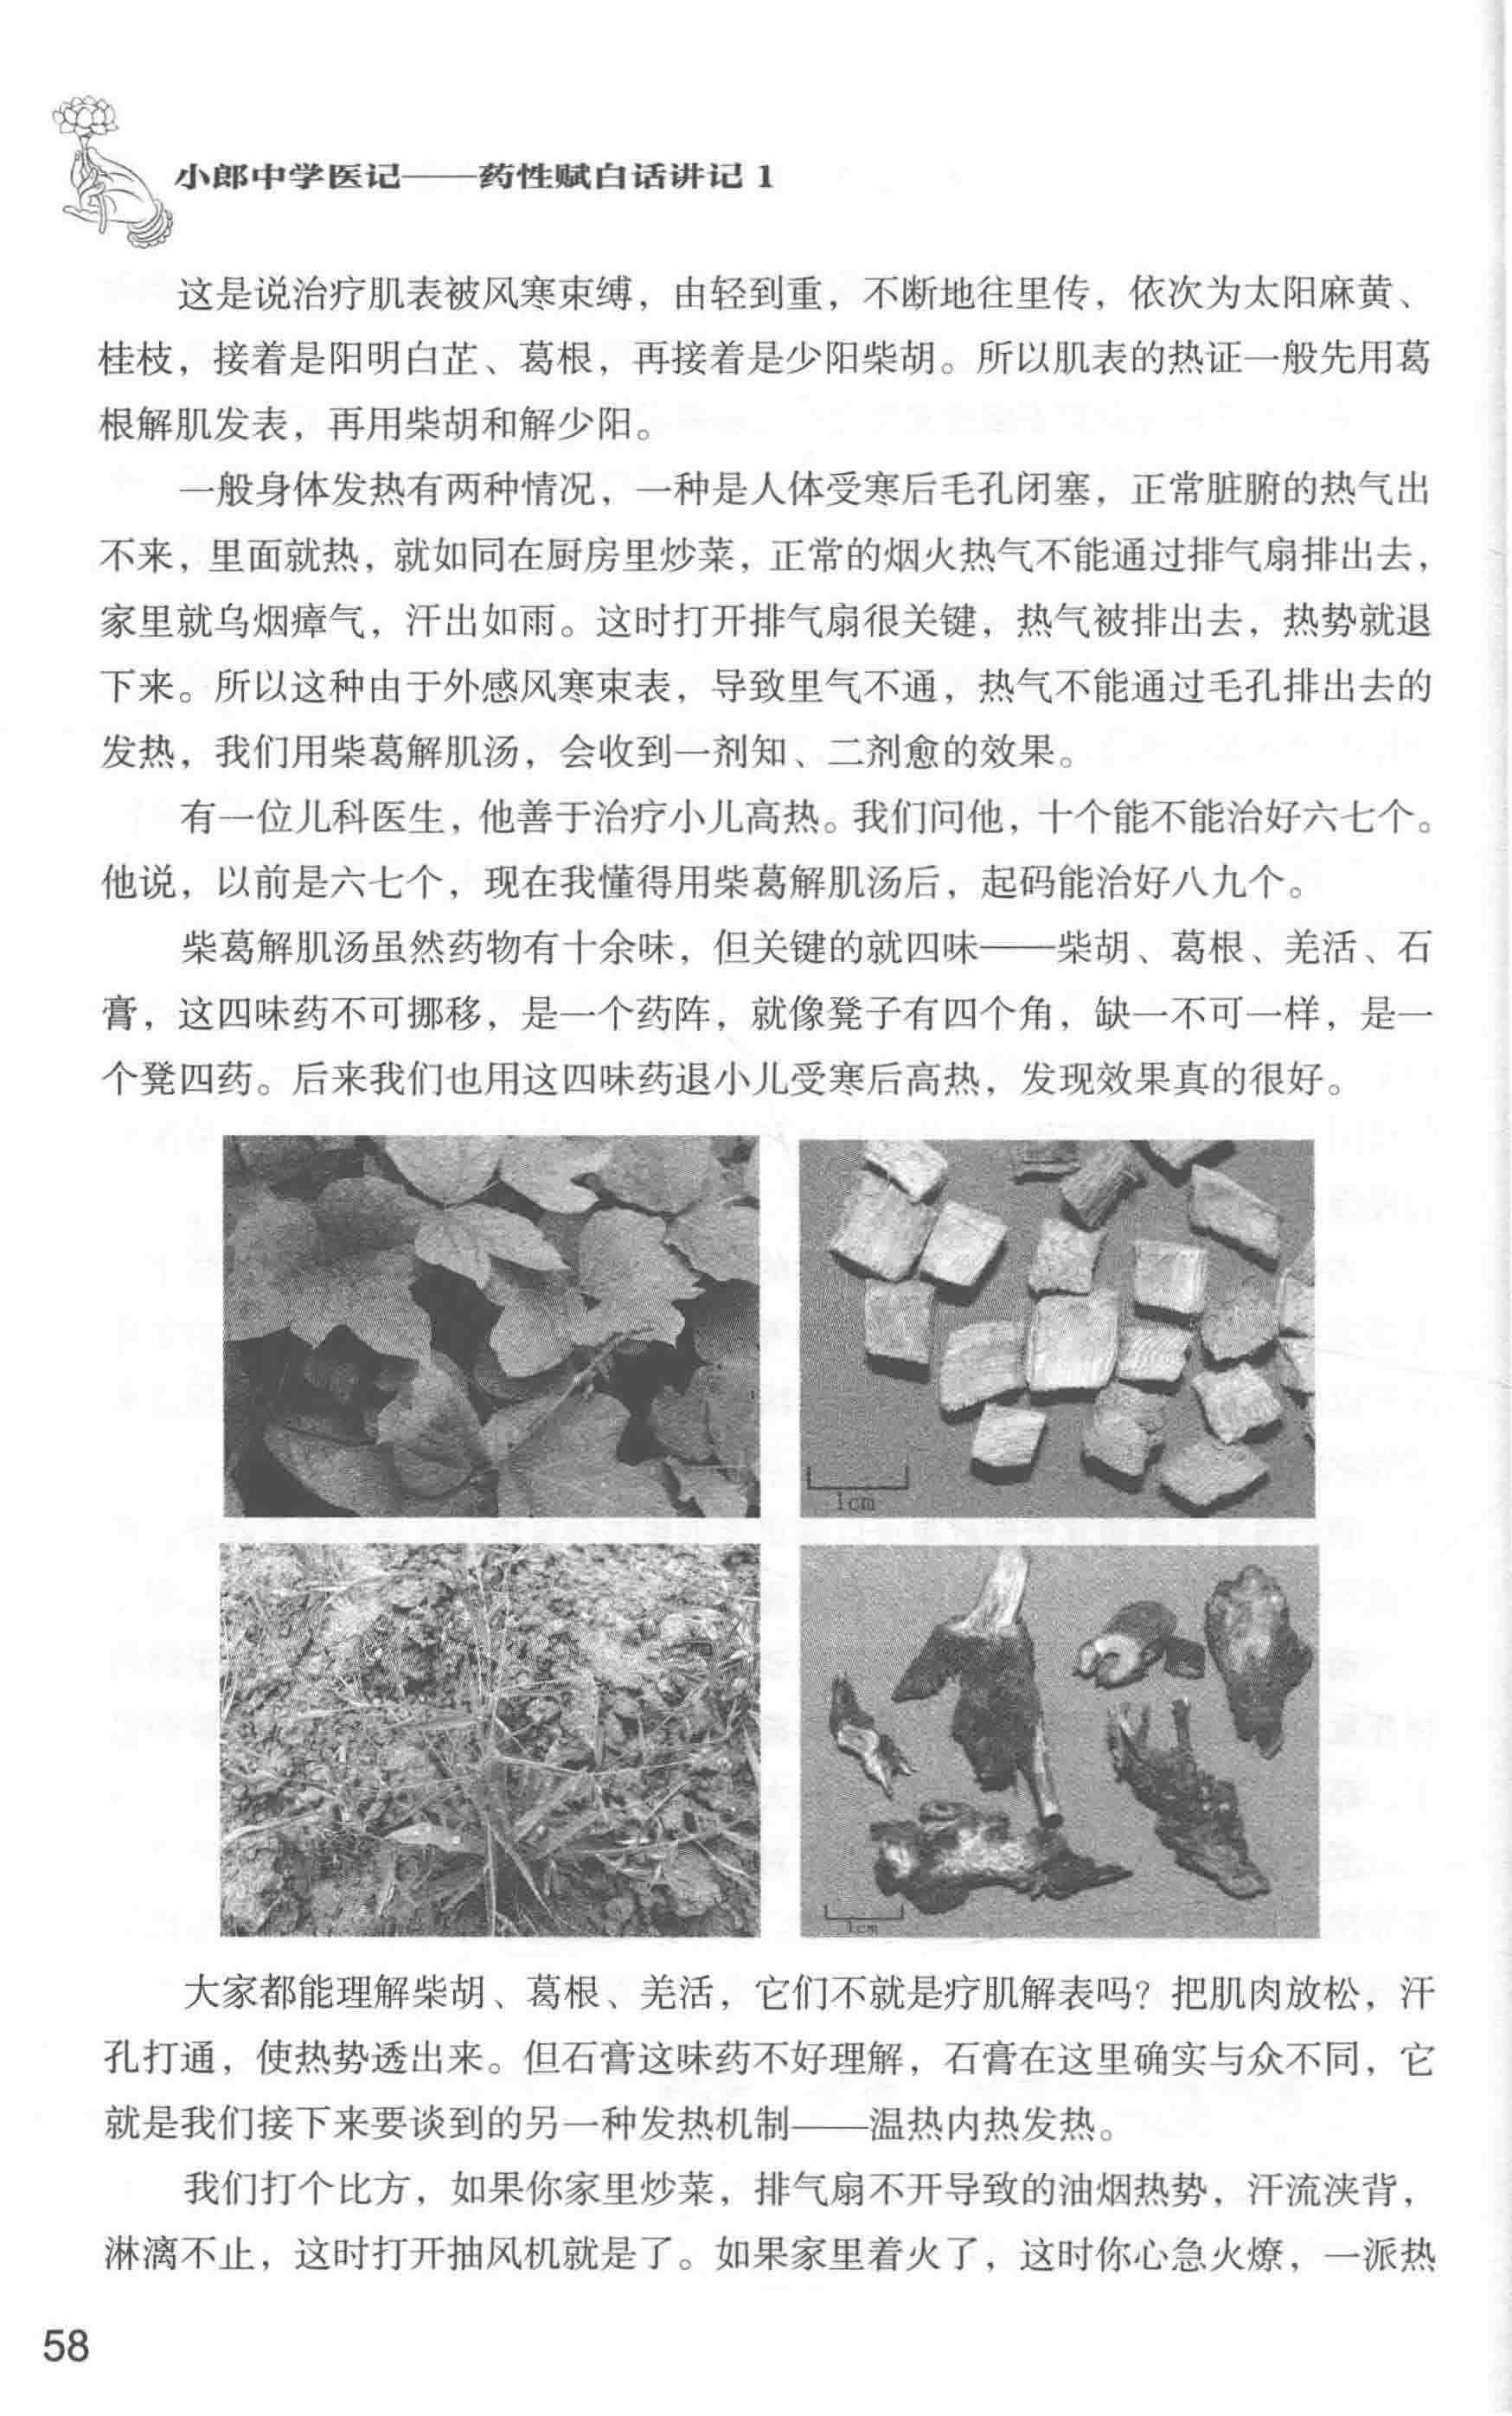 小郎中学医记——药性赋白话讲记 1
这是说治疗肌表被风寒束缚，由轻到重，不断地往里传，依次为太阳麻黄、
桂枝，接着是阳明白芷、葛根，再接着是少阳柴胡。所以肌表的热证一般先用葛
根解肌发表，再用柴胡和解少阳。
一般身体发热有两种情况，一种是人体受寒后毛孔闭塞，正常脏腑的热气出
不来，里面就热，就如同在厨房里炒菜，正常的烟火热气不能通过排气扇排出去，
家里就乌烟瘴气，汗出如雨。这时打开排气扇很关键，热气被排出去，热势就退
下来。所以这种由于外感风寒束表，导致里气不通，热气不能通过毛孔排出去的
发热，我们用柴葛解肌汤，会收到一剂知、二剂愈的效果。
有一位儿科医生，他善于治疗小儿高热。我们问他，十个能不能治好六七个。
他说，以前是六七个，现在我懂得用柴葛解肌汤后，起码能治好八九个。
柴葛解肌汤虽然药物有十余味，但关键的就四味——柴胡、葛根、羌活、石
膏，这四味药不可挪移，是一个药阵，就像凳子有四个角，缺一不可一样，是一
个凳四药。后来我们也用这四味药退小儿受寒后高热，发现效果真的很好。
1cm
1cm
大家都能理解柴胡、葛根、羌活，它们不就是疗肌解表吗？把肌肉放松，汗
孔打通，使热势透出来。但石膏这味药不好理解，石膏在这里确实与众不同，它
就是我们接下来要谈到的另一种发热机制——温热内热发热。
我们打个比方，如果你家里炒菜，排气扇不开导致的油烟热势，汗流浃背，
淋漓不止，这时打开抽风机就是了。如果家里着火了，这时你心急火燎，一派热
58